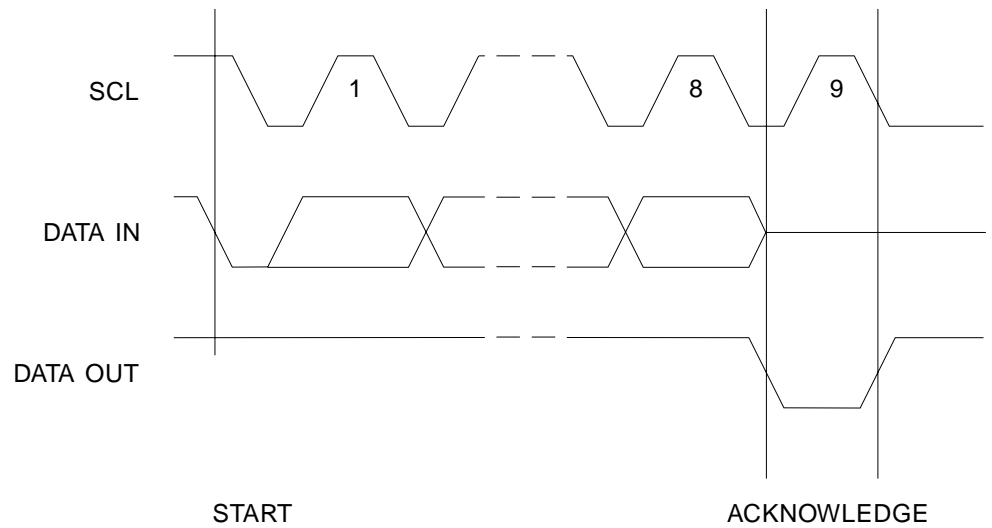 SCL
1
8
9
DATA IN
DATA OUT
START
ACKNOWLEDGE